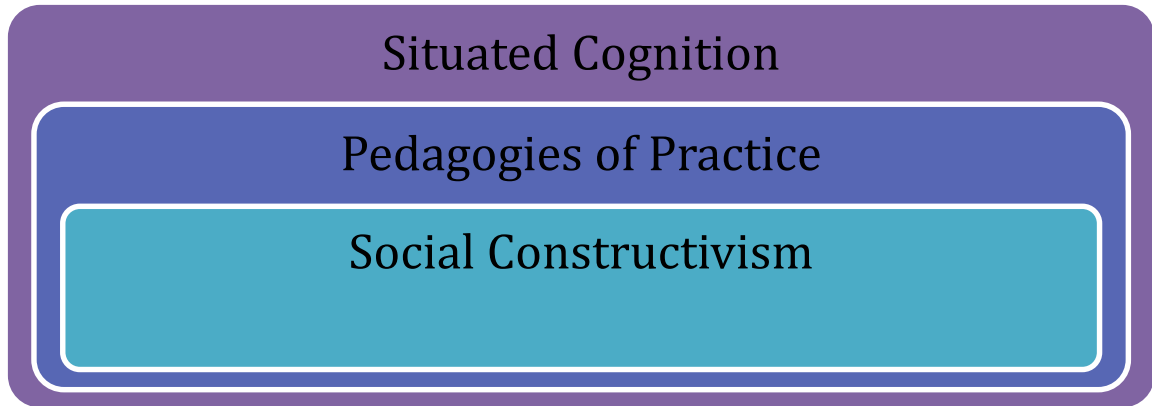 Situated Cognition
Pedagogies of Practice
Social Constructivism